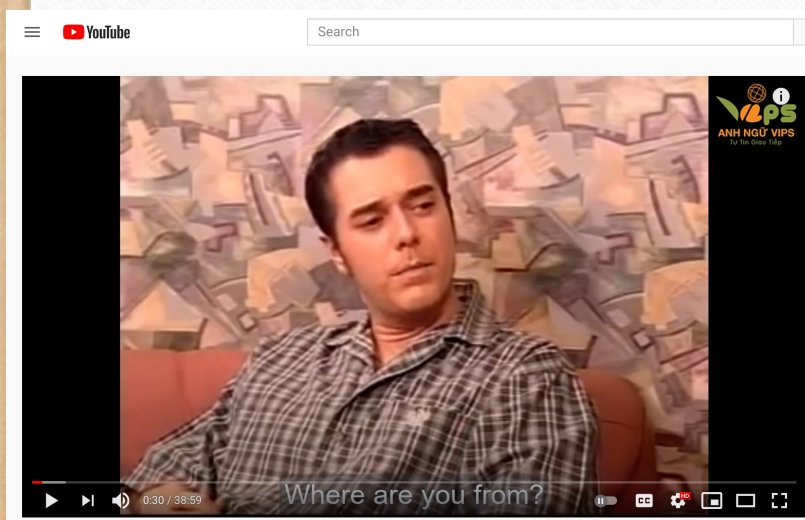 YouTube
Search
VIPS
ANH NGỮ VIPS
Tự Tin Giao Tiếp
Where are you from?
0:30 / 38:59
CC
HD